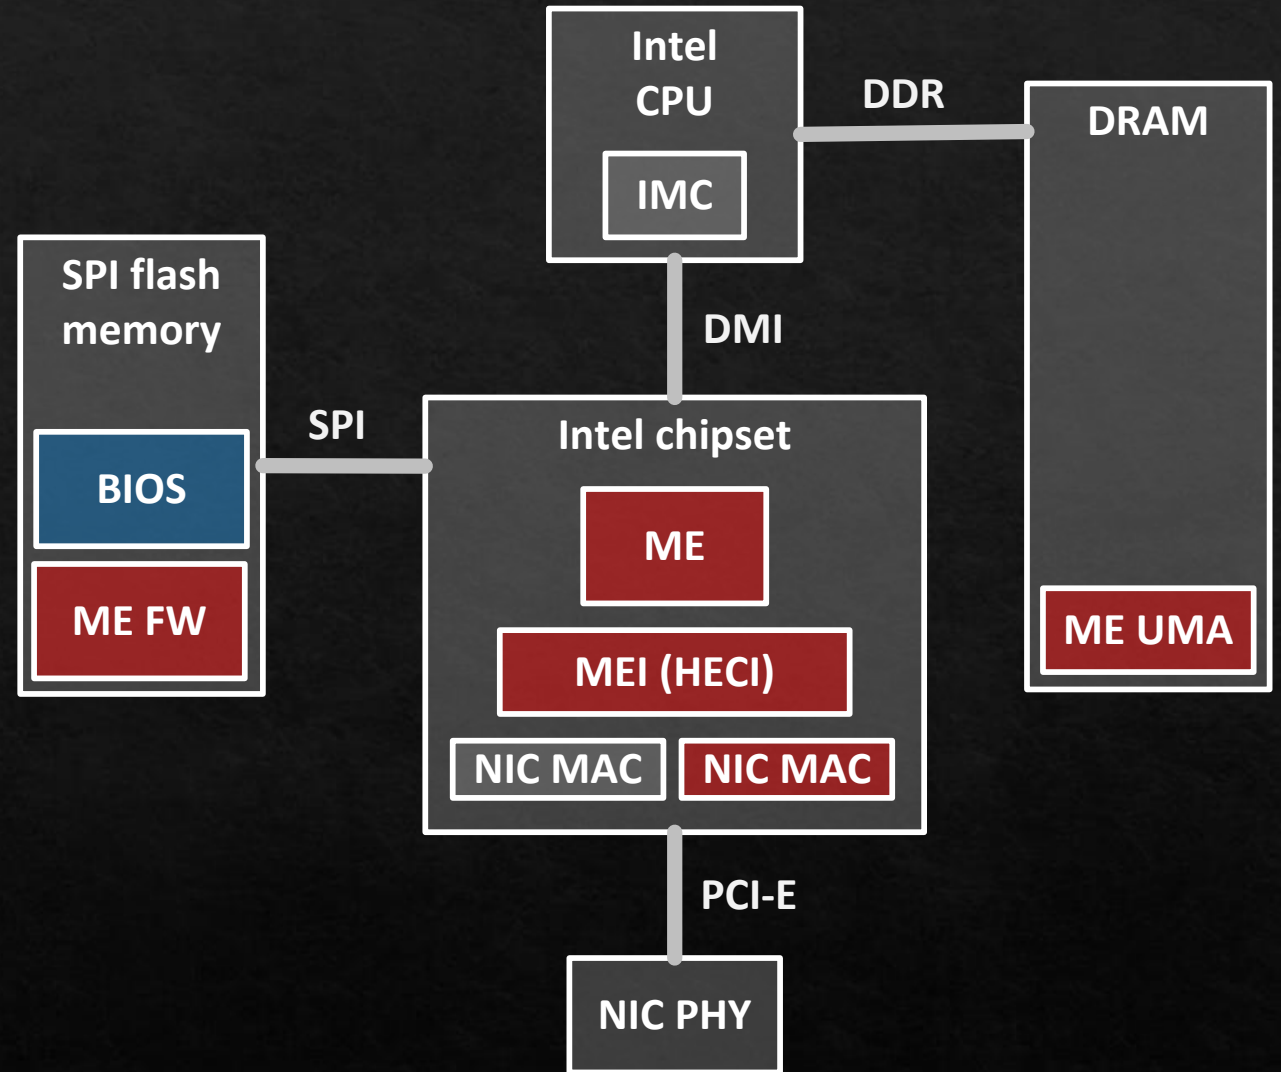 Intel
CPU
IMC
DDR
DRAM
ME UMA
DMI
SPI flash
memory
BIOS
ME FW
SPI
Intel chipset
ME
MEI (HECI)
NIC MAC
NIC MAC
PCI-E
NIC PHY